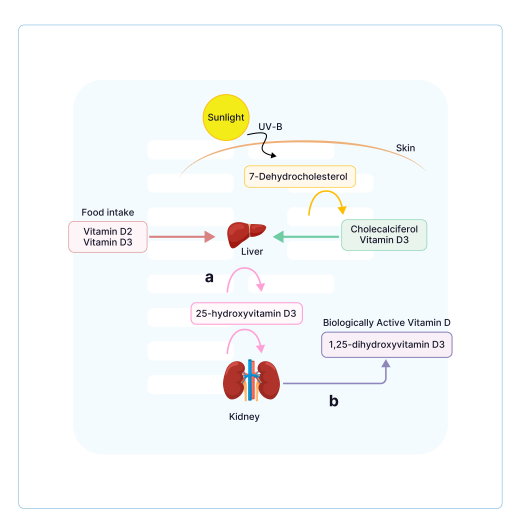 Sunlight
UV-B
Skin
7-Dehydrocholesterol
Food intake
Vitamin D2
Vitamin D3
Cholecalciferol
Vitamin D3
Liver
a
25-hydroxyvitamin D3
Biologically Active Vitamin D
1,25-dihydroxyvitamin D3
b
Kidney